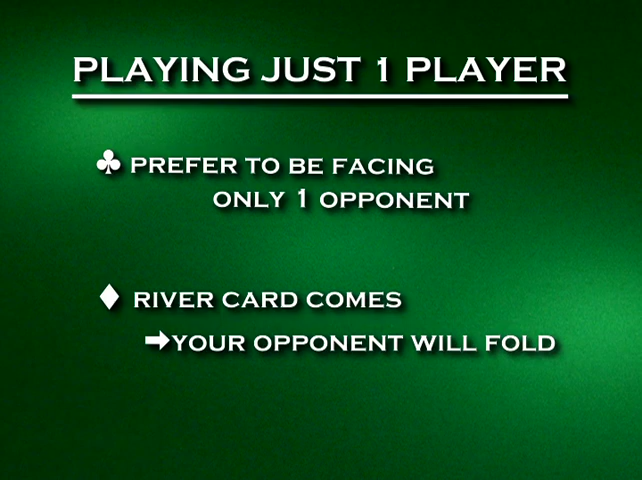 PLAYING JUST 1 PLAYER
♣ PREFER TO BE FACING
ONLY 1 OPPONENT
♦ RIVER CARD COMES
➡YOUR OPPONENT WILL FOLD